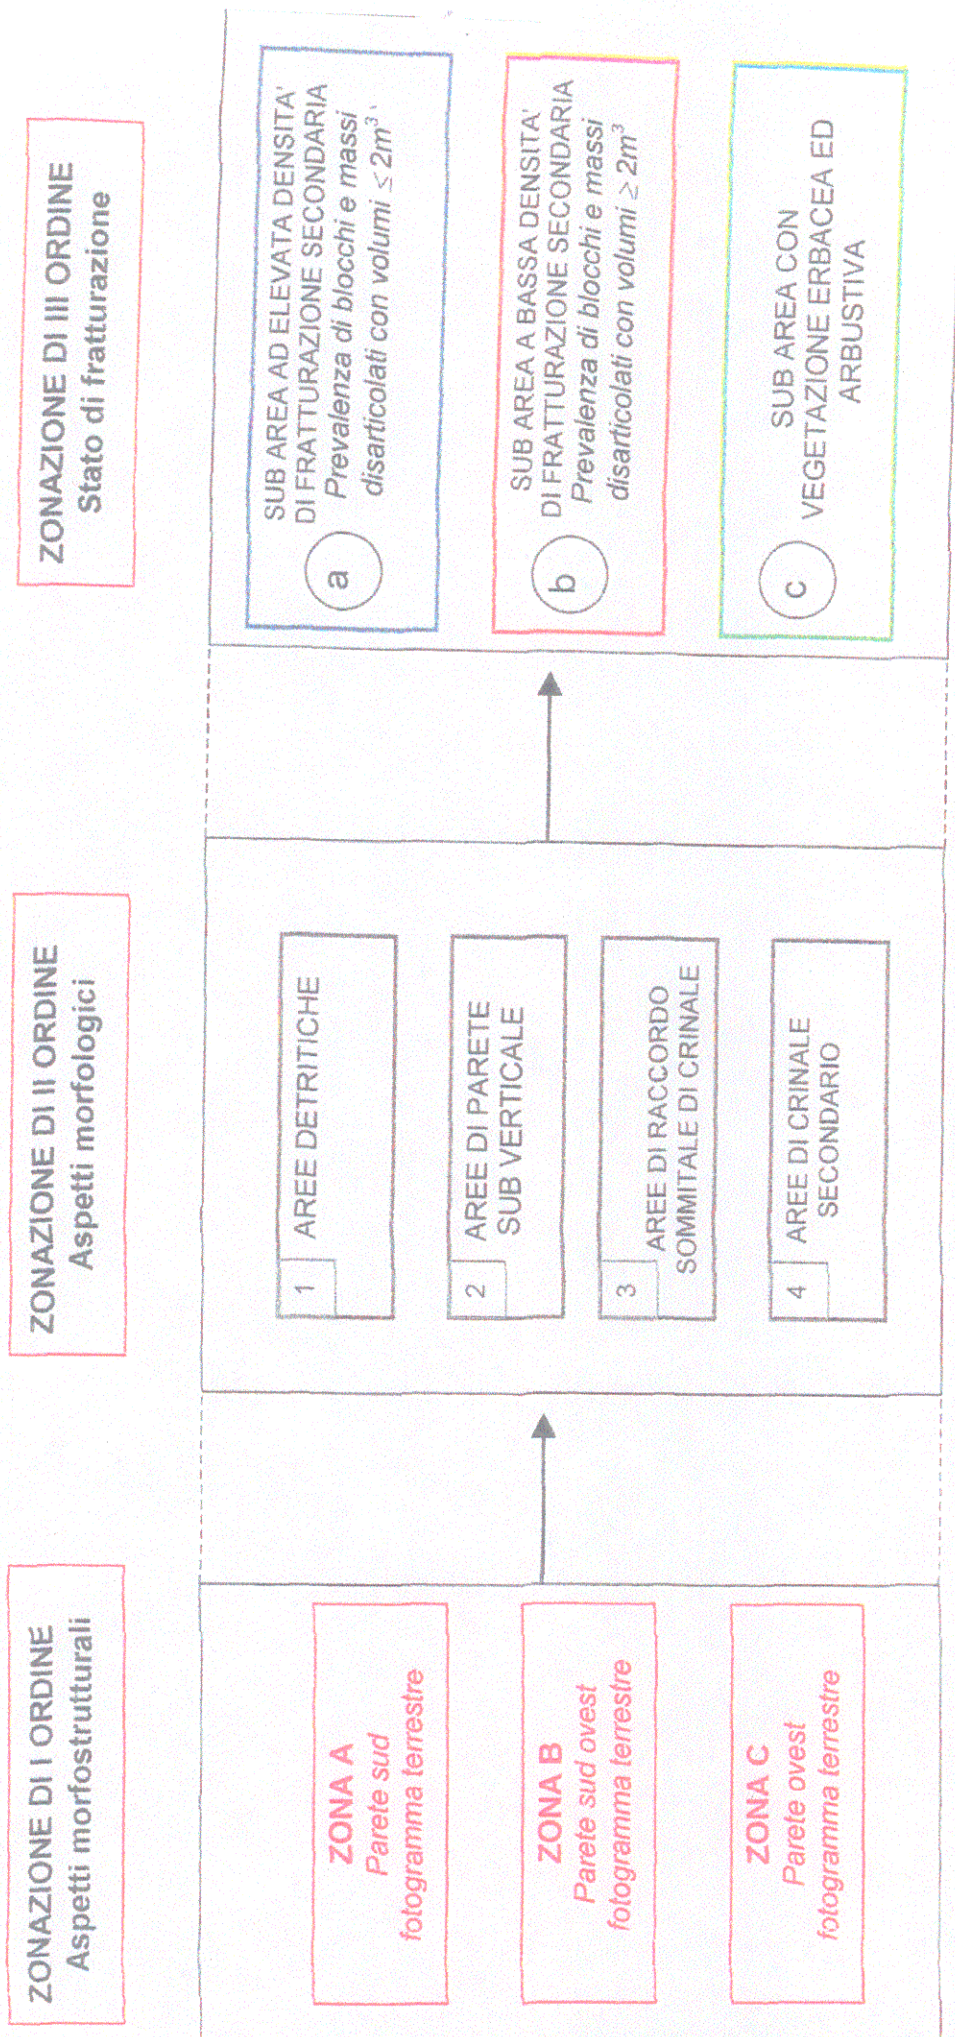 ZONAZIONE DI I ORDINE
Aspetti morfostrutturali
ZONA A
Parete sud
fotogramma terrestre
ZONA B
Parete sud ovest
fotogramma terrestre
ZONA C
Parete ovest
fotogramma terrestre
ZONAZIONE DI II ORDINE
Aspetti morfologici
1
AREE DETRITICHE
2
AREE DI PARETE
SUB VERTICALE
3
AREE DI RACCORDO
SOMMITALE DI CRINALE
4
AREE DI CRINALE
SECONDARIO
ZONAZIONE DI III ORDINE
Stato di fratturazione
a
SUB AREA AD ELEVATA DENSITA'
DI FRATTURAZIONE SECONDARIA
Prevalenza di blocchi e massi
disarticolati con volumi ≤ 2m³
b
SUB AREA A BASSA DENSITA'
DI FRATTURAZIONE SECONDARIA
Prevalenza di blocchi e massi
disarticolati con volumi ≥ 2m³
c
SUB AREA CON
VEGETAZIONE ERBACEA ED
ARBUSTIVA